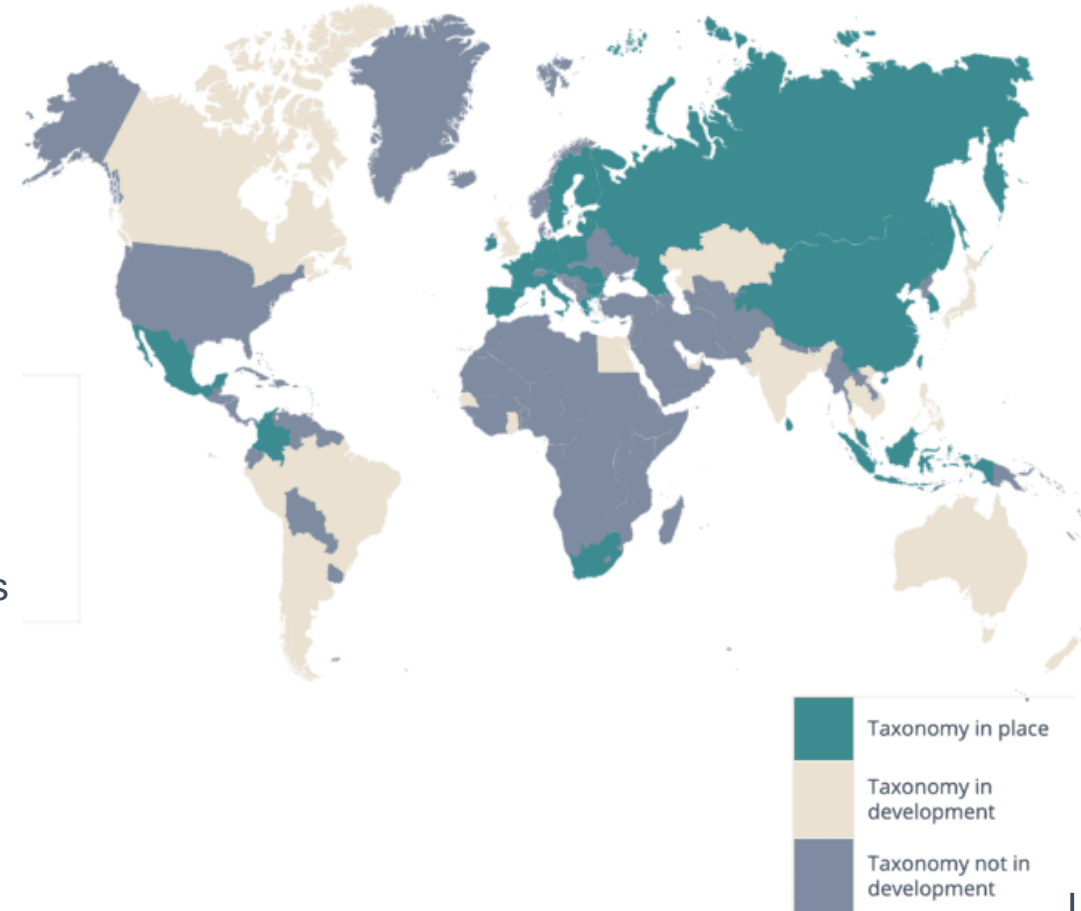 s
Taxonomy in place
Taxonomy in
development
Taxonomy not in
development